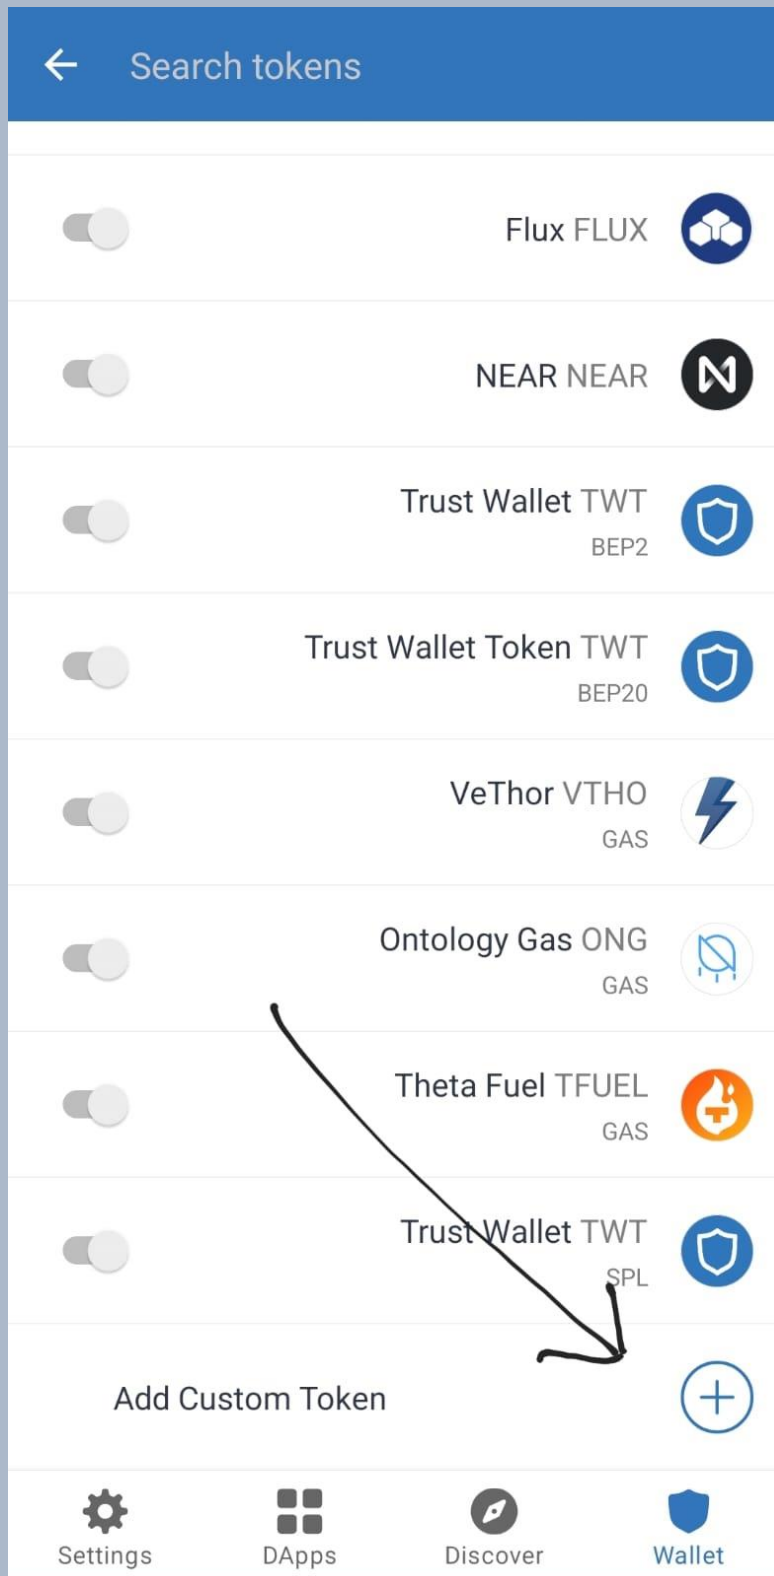 Search tokens
Flux FLUX
NEAR NEAR
Trust Wallet TWT
BEP2
Trust Wallet Token TWT
BEP20
VeThor VTHO
GAS
Ontology Gas ONG
GAS
Theta Fuel TFUEL
GAS
Trust Wallet TWT
SPL
Add Custom Token
Settings DApps Discover Wallet